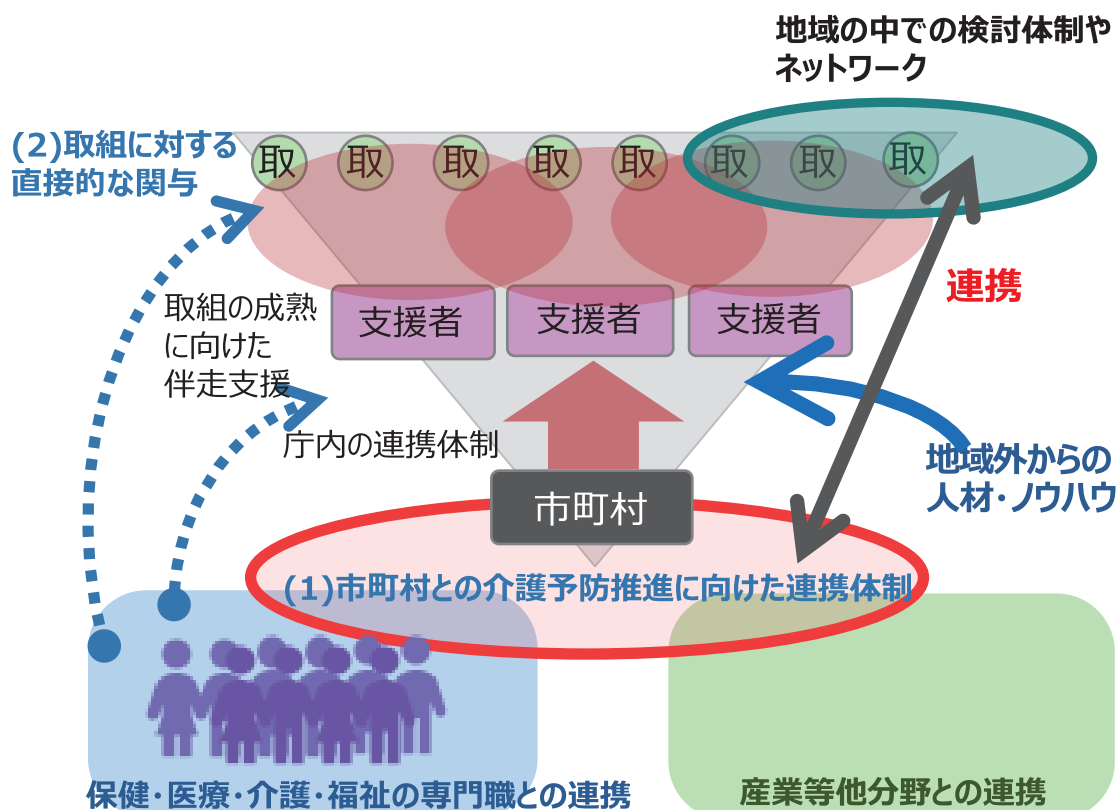 地域の中での検討体制や
ネットワーク
(2)取組に対する
直接的な関与
取 取 取 取 取 取 取 取
連携
取組の成熟
に向けた
伴走支援
支援者 支援者 支援者
庁内の連携体制
地域外からの
人材・ノウハウ
市町村
(1)市町村との介護予防推進に向けた連携体制
保健・医療・介護・福祉の専門職との連携
産業等他分野との連携